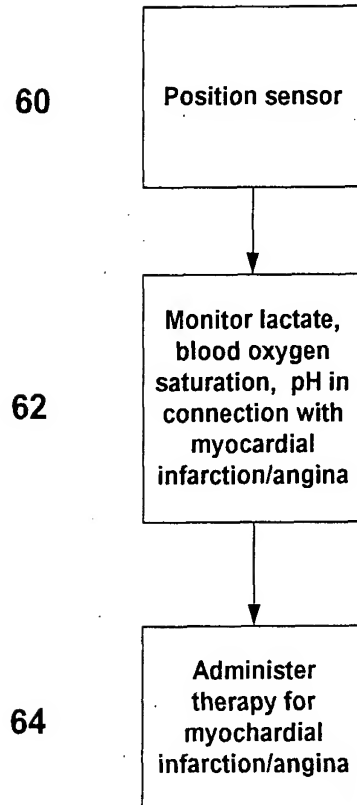 60
Position sensor
62
Monitor lactate,
blood oxygen
saturation, pH in
connection with
myocardial
infarction/angina
64
Administer
therapy for
myochardial
infarction/angina